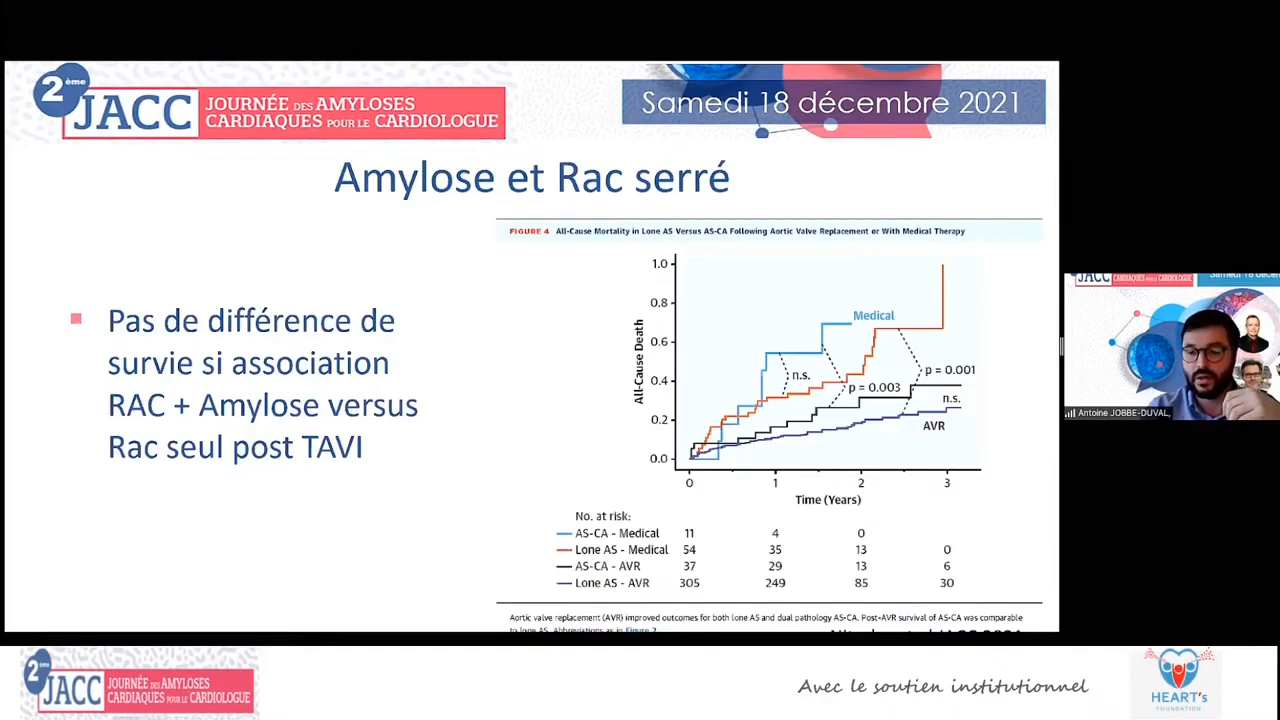 2ème
JACC JOURNÉE DES AMYLOSES
CARDIAQUES POUR LE CARDIOLOGUE
Samedi 18 décembre 2021
Amylose et Rac serré
Pas de différence de
survie si association
RAC + Amylose versus
Rac seul post TAVI
FIGURE 4 All-Cause Mortality in Lone AS Versus AS-CA Following Aortic Valve Replacement or With Medical Therapy
All-Cause Death
1.0
0.8
0.6
0.4
0.2
0.0
Medical
n.s.
p = 0.003
p = 0.001
n.s.
AVR
0 1 2 3
Time (Years)
No. at risk:
AS-CA - Medical 11 4 0
Lone AS - Medical 54 35 13 0
AS-CA - AVR 37 29 13 6
Lone AS - AVR 305 249 85 30
Aortic valve replacement (AVR) improved outcomes for both lone AS and dual pathology AS-CA. Post-AVR survival of AS-CA was comparable
to lone AS. Abbreviations as in Figure 2.
JACC CARDIAQUES POUR LE CARDIOLOGUE
Samedi 18 décem
Antoine JOBBE-DUVAL,
2ème
JACC JOURNÉE DES AMYLOSES
CARDIAQUES POUR LE CARDIOLOGUE
Avec le soutien institutionnel
HEART's
FOUNDATION